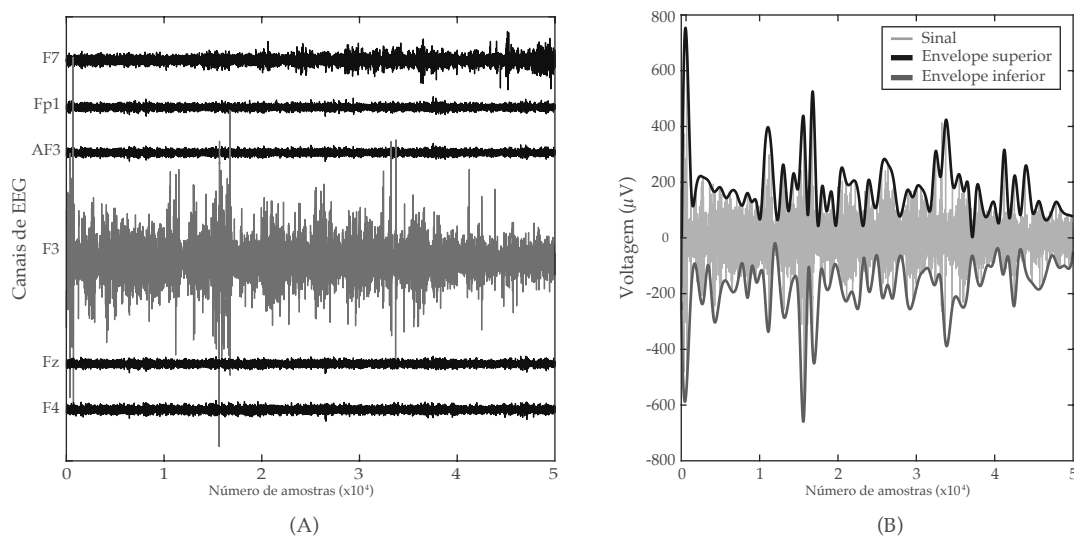 F7
Fp1
AF3
F3
Fz
F4
Canais de EEG
0 1 2 3 4 5
Número de amostras (x10⁴)
(A)
800
600
400
200
0
-200
-400
-600
-800
Voltagem (μV)
Sinal
Envelope superior
Envelope inferior
0 1 2 3 4 5
Número de amostras (x10⁴)
(B)